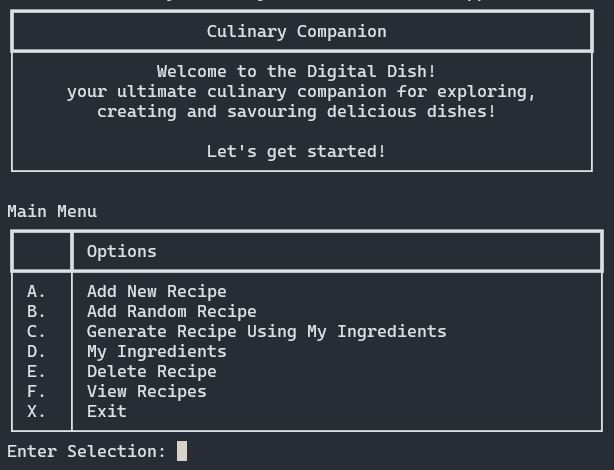 Culinary Companion
Welcome to the Digital Dish!
your ultimate culinary companion for exploring,
creating and savouring delicious dishes!
Let's get started!
Main Menu
Options
A. Add New Recipe
B. Add Random Recipe
C. Generate Recipe Using My Ingredients
D. My Ingredients
E. Delete Recipe
F. View Recipes
X. Exit
Enter Selection: